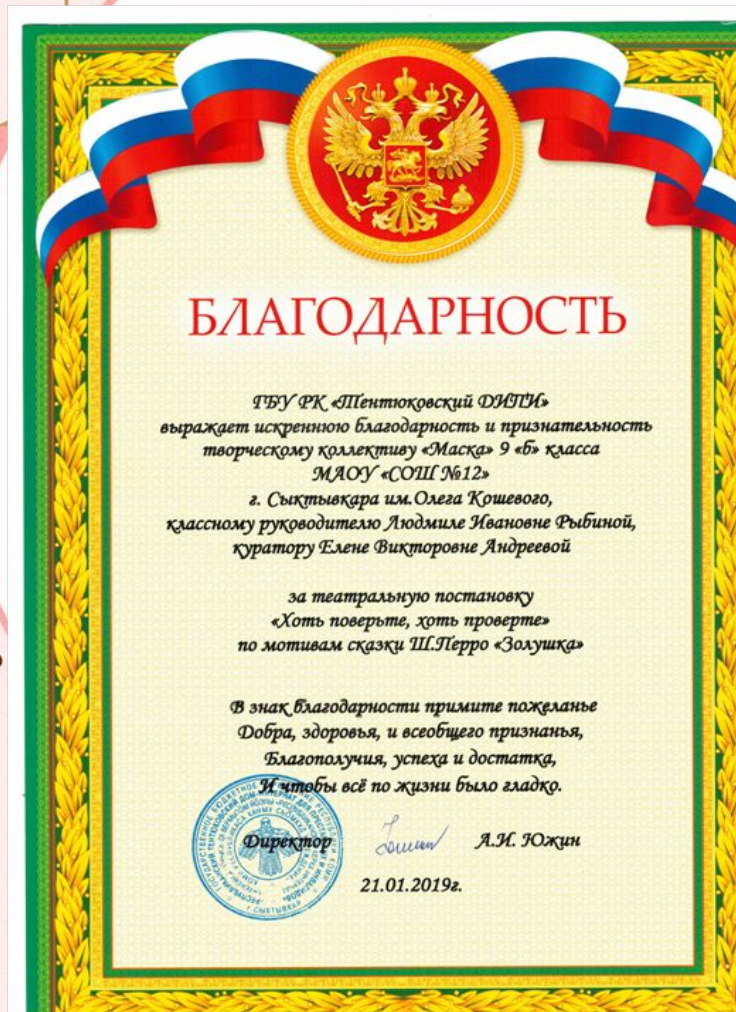 БЛАГОДАРНОСТЬ
ГБУ РК «Тентюковский ДИПИ»
выражает искреннюю благодарность и признательность
творческому коллективу «Маска» 9 «б» класса
МАОУ «СОШ №12»
г. Сыктывкара им.Олега Кошевого,
классному руководителю Людмиле Ивановне Рыбиной,
куратору Елене Викторовне Андреевой
за театральную постановку
«Хоть поверьте, хоть проверте»
по мотивам сказки Ш.Перро «Золушка»
В знак благодарности примите пожеланье
Добра, здоровья, и всеобщего признанья,
Благополучия, успеха и достатка,
И чтобы всё по жизни было гладко.
Директор А.И. Южин
21.01.2019г.